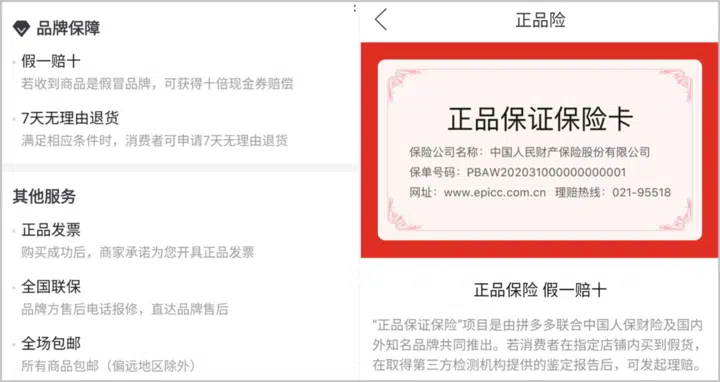 品牌保障
假一赔十
若收到商品是假冒品牌，可获得十倍现金券赔偿
7天无理由退货
满足相应条件时，消费者可申请7天无理由退货
其他服务
正品发票
购买成功后，商家承诺为您开具正品发票
全国联保
品牌方售后电话报修，直达品牌售后
全场包邮
所有商品包邮（偏远地区除外）
正品险
正品保证保险卡
保险公司名称：中国人民财产保险股份有限公司
保单号码：PBAW202031000000000001
网址：www.epicc.com.cn 理赔热线：021-95518
正品保险 假一赔十
“正品保证保险”项目是由拼多多联合中国人保财险及国内
外知名品牌共同推出。若消费者在指定店铺内买到假货，
在取得第三方检测机构提供的鉴定报告后，可发起理赔。